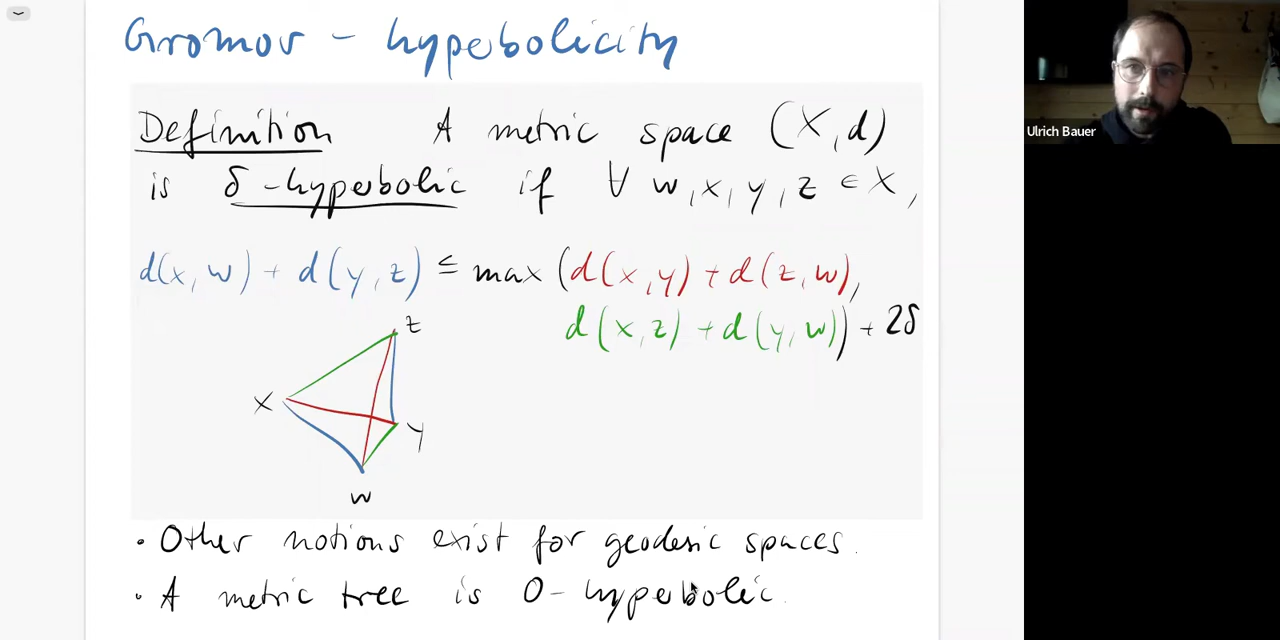 Gromov - hyperbolicity
Definition A metric space (X, d)
is δ-hyperbolic if ∀ w, x, y, z ∈ X,
d(x, w) + d(y, z) ≤ max (d(x, y) + d(z, w),
d(x, z) + d(y, w)) + 2δ
z
x
y
w
• Other notions exist for geodesic spaces.
• A metric tree is 0-hyperbolic.
Ulrich Bauer